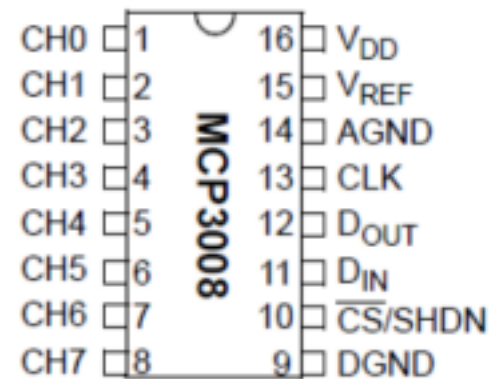 CH0 1 16 VDD
CH1 2 15 VREF
CH2 3 14 AGND
CH3 4 13 CLK
CH4 5 12 DOUT
CH5 6 11 DIN
CH6 7 10 CS/SHDN
CH7 8 9 DGND
MCP3008